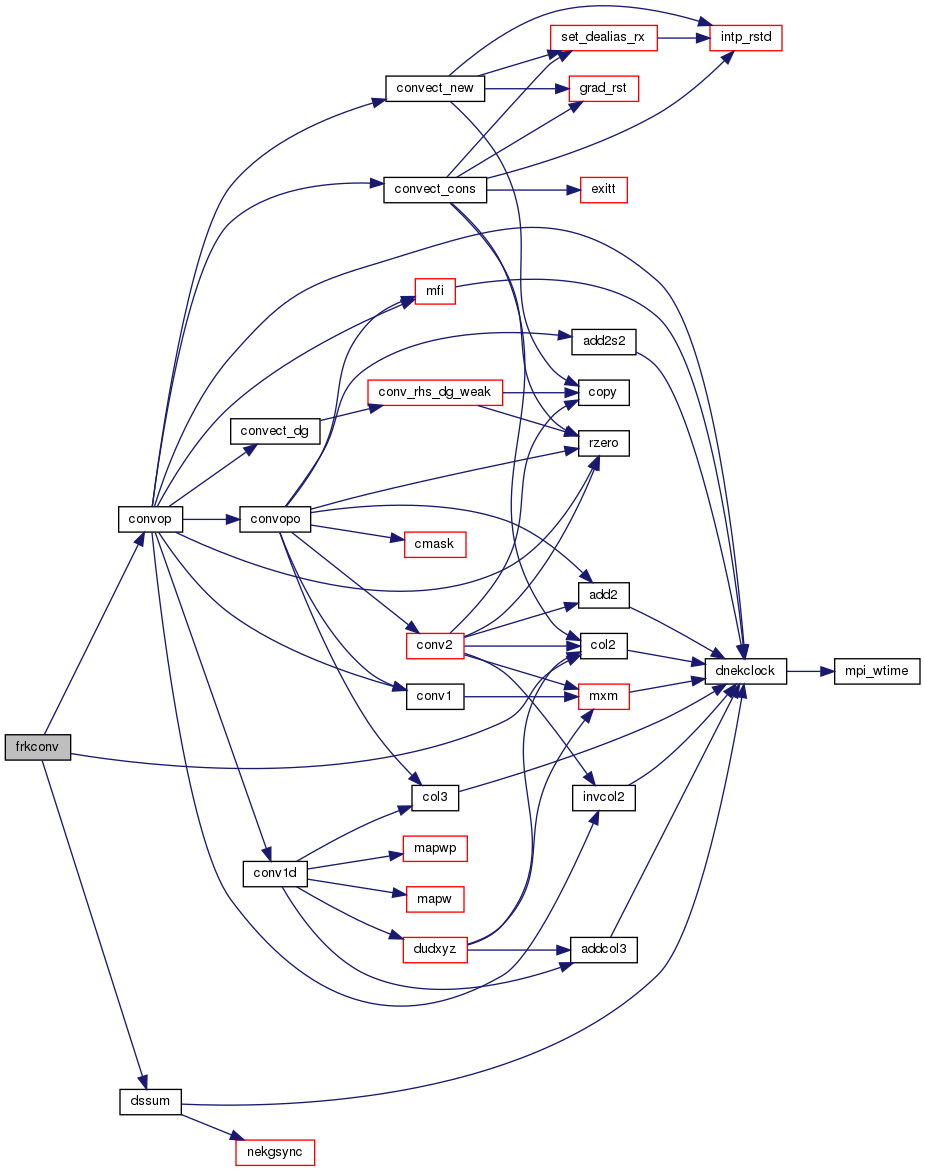 set_dealias_rx
intp_rstd
convect_new
grad_rst
convect_cons
exitt
mfi
add2s2
conv_rhs_dg_weak
copy
convect_dg
rzero
convop
convopo
cmask
add2
conv2
col2
dnekclock
mpi_wtime
conv1
mxm
frkconv
col3
invcol2
mapwp
conv1d
mapw
dudxyz
addcol3
dssum
nekgsync